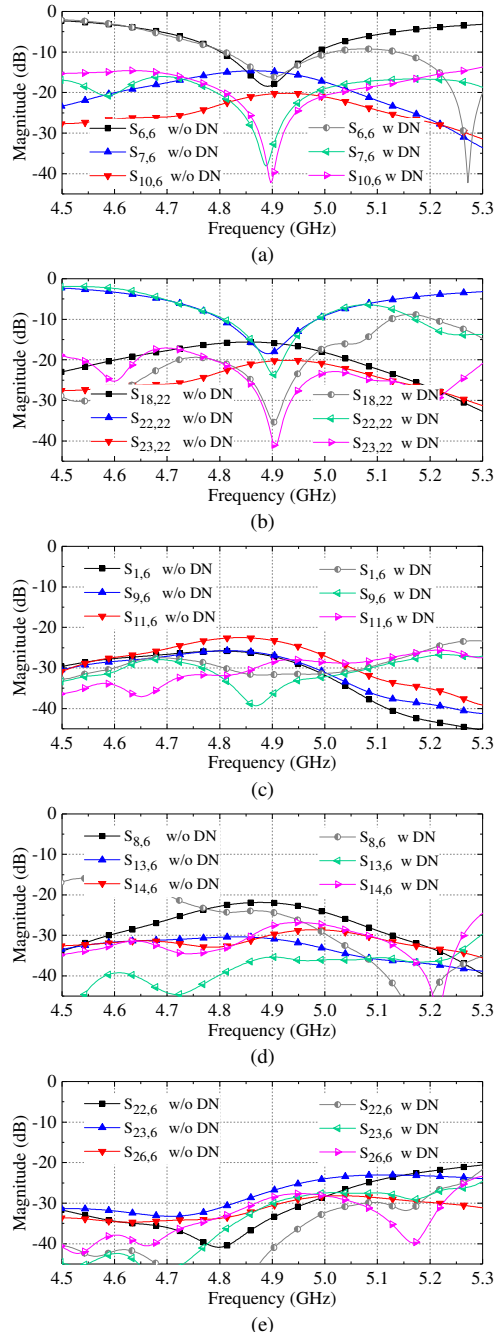 0
-10
-20
-30
-40
Magnitude (dB)
S6,6 w/o DN
S7,6 w/o DN
S10,6 w/o DN
S6,6 w DN
S7,6 w DN
S10,6 w DN
4.5 4.6 4.7 4.8 4.9 5.0 5.1 5.2 5.3
Frequency (GHz)
(a)
0
-10
-20
-30
-40
Magnitude (dB)
S18,22 w/o DN
S22,22 w/o DN
S23,22 w/o DN
S18,22 w DN
S22,22 w DN
S23,22 w DN
4.5 4.6 4.7 4.8 4.9 5.0 5.1 5.2 5.3
Frequency (GHz)
(b)
0
-10
-20
-30
-40
Magnitude (dB)
S1,6 w/o DN
S9,6 w/o DN
S11,6 w/o DN
S1,6 w DN
S9,6 w DN
S11,6 w DN
4.5 4.6 4.7 4.8 4.9 5.0 5.1 5.2 5.3
Frequency (GHz)
(c)
0
-10
-20
-30
-40
Magnitude (dB)
S8,6 w/o DN
S13,6 w/o DN
S14,6 w/o DN
S8,6 w DN
S13,6 w DN
S14,6 w DN
4.5 4.6 4.7 4.8 4.9 5.0 5.1 5.2 5.3
Frequency (GHz)
(d)
0
-10
-20
-30
-40
Magnitude (dB)
S22,6 w/o DN
S23,6 w/o DN
S26,6 w/o DN
S22,6 w DN
S23,6 w DN
S26,6 w DN
4.5 4.6 4.7 4.8 4.9 5.0 5.1 5.2 5.3
Frequency (GHz)
(e)